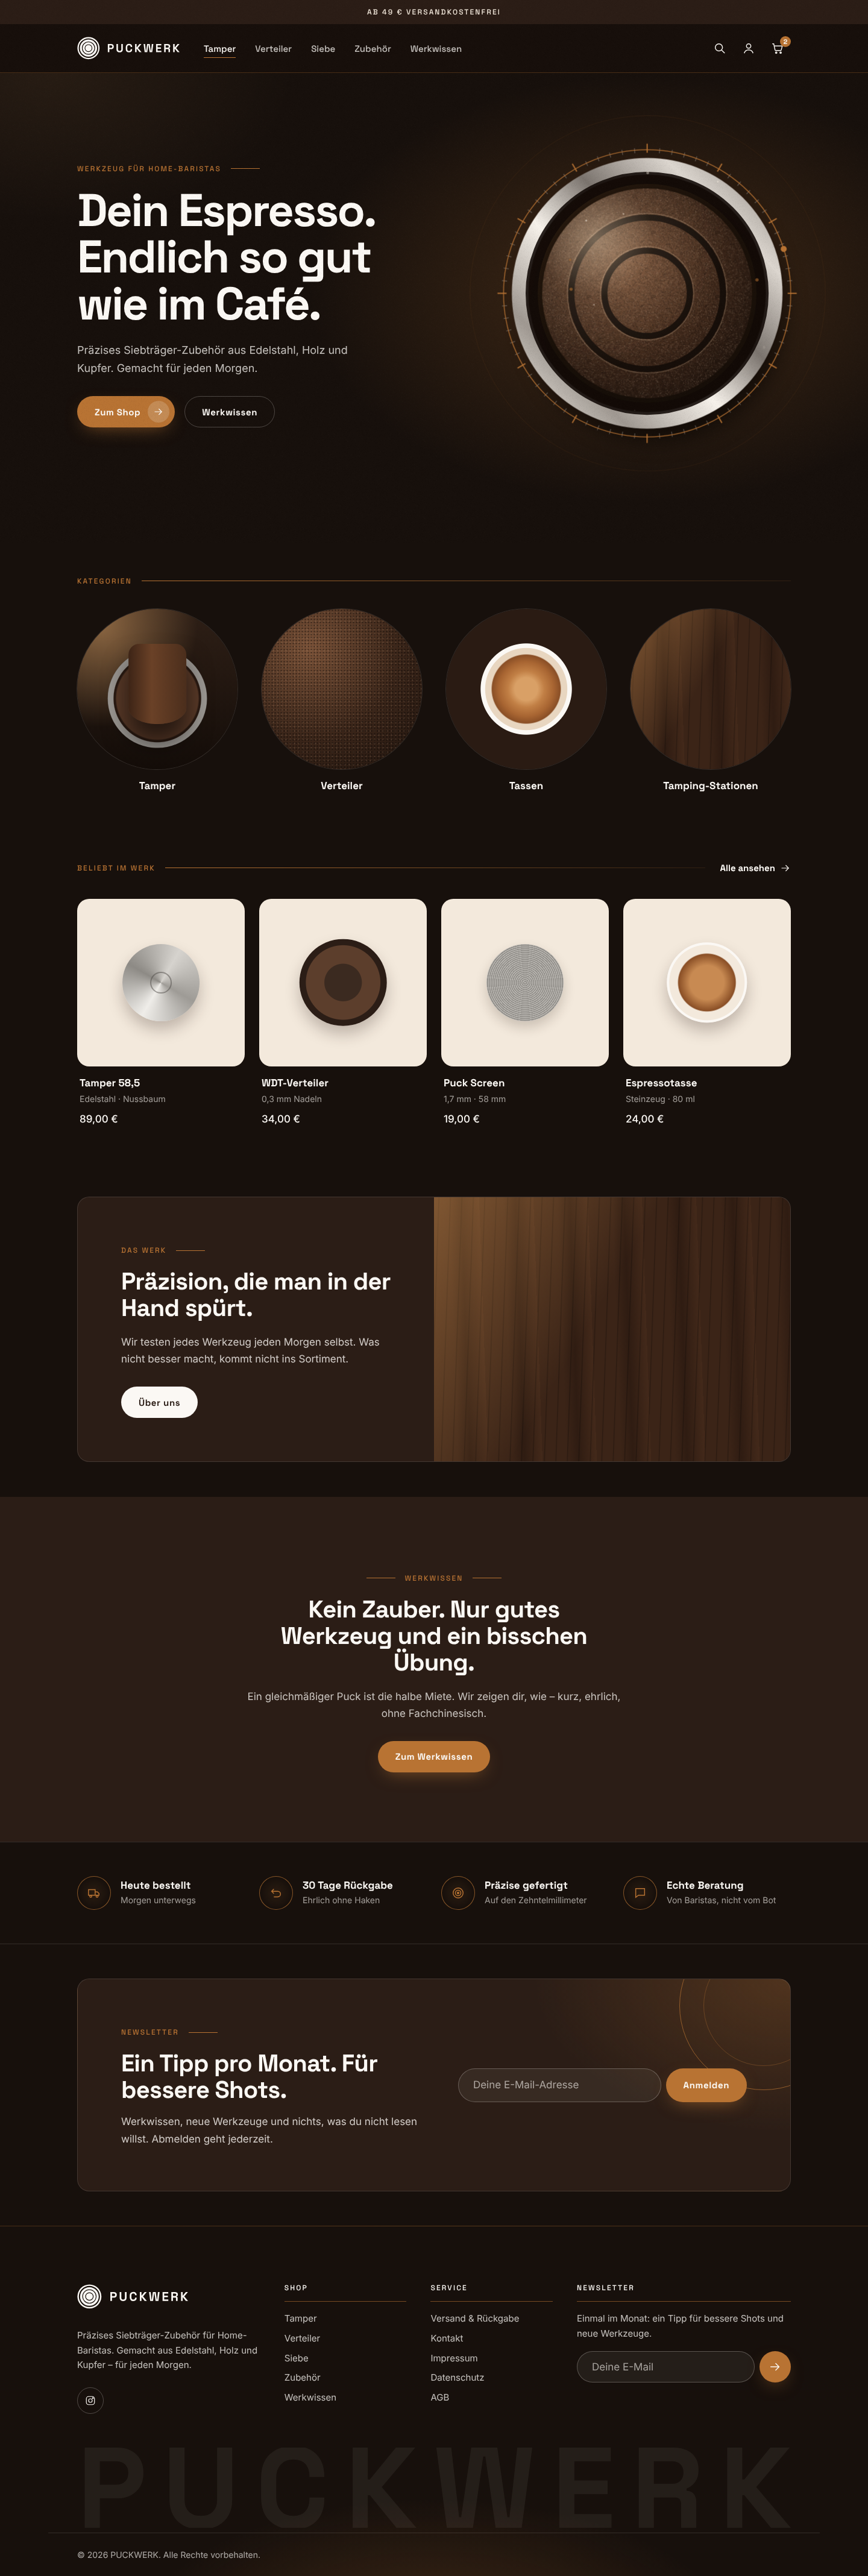 AB 49 € VERSANDKOSTENFREI
PUCKWERK
Tamper
Verteiler
Siebe
Zubehör
Werkwissen
2
WERKZEUG FÜR HOME-BARISTAS
Dein Espresso.
Endlich so gut
wie im Café.
Präzises Siebträger-Zubehör aus Edelstahl, Holz und
Kupfer. Gemacht für jeden Morgen.
Zum Shop
Werkwissen
KATEGORIEN
Tamper
Verteiler
Tassen
Tamping-Stationen
BELIEBT IM WERK
Alle ansehen
Tamper 58,5
Edelstahl · Nussbaum
89,00 €
WDT-Verteiler
0,3 mm Nadeln
34,00 €
Puck Screen
1,7 mm · 58 mm
19,00 €
Espressotasse
Steinzeug · 80 ml
24,00 €
DAS WERK
Präzision, die man in der
Hand spürt.
Wir testen jedes Werkzeug jeden Morgen selbst. Was
nicht besser macht, kommt nicht ins Sortiment.
Über uns
WERKWISSEN
Kein Zauber. Nur gutes
Werkzeug und ein bisschen
Übung.
Ein gleichmäßiger Puck ist die halbe Miete. Wir zeigen dir, wie – kurz, ehrlich,
ohne Fachchinesisch.
Zum Werkwissen
Heute bestellt
Morgen unterwegs
30 Tage Rückgabe
Ehrlich ohne Haken
Präzise gefertigt
Auf den Zehntelmillimeter
Echte Beratung
Von Baristas, nicht vom Bot
NEWSLETTER
Ein Tipp pro Monat. Für
bessere Shots.
Werkwissen, neue Werkzeuge und nichts, was du nicht lesen
willst. Abmelden geht jederzeit.
Deine E-Mail-Adresse
Anmelden
PUCKWERK
Präzises Siebträger-Zubehör für Home-
Baristas. Gemacht aus Edelstahl, Holz und
Kupfer – für jeden Morgen.
SHOP
Tamper
Verteiler
Siebe
Zubehör
Werkwissen
SERVICE
Versand & Rückgabe
Kontakt
Impressum
Datenschutz
AGB
NEWSLETTER
Einmal im Monat: ein Tipp für bessere Shots und
neue Werkzeuge.
Deine E-Mail
PUCKWERK
© 2026 PUCKWERK. Alle Rechte vorbehalten.